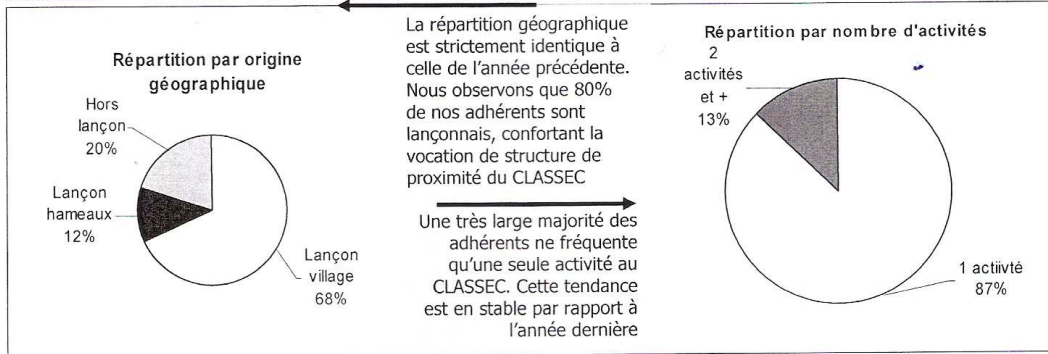 Répartition par origine
géographique
Hors
lançon
20%
Lançon
hameaux
12%
Lançon
village
68%
La répartition géographique
est strictement identique à
celle de l'année précédente.
Nous observons que 80%
de nos adhérents sont
lançonnais, confortant la
vocation de structure de
proximité du CLASSEC
Une très large majorité des
adhérents ne fréquente
qu'une seule activité au
CLASSEC. Cette tendance
est en stable par rapport à
l'année dernière
Répartition par nombre d'activités
2
activités
et +
13%
1 actiivté
87%